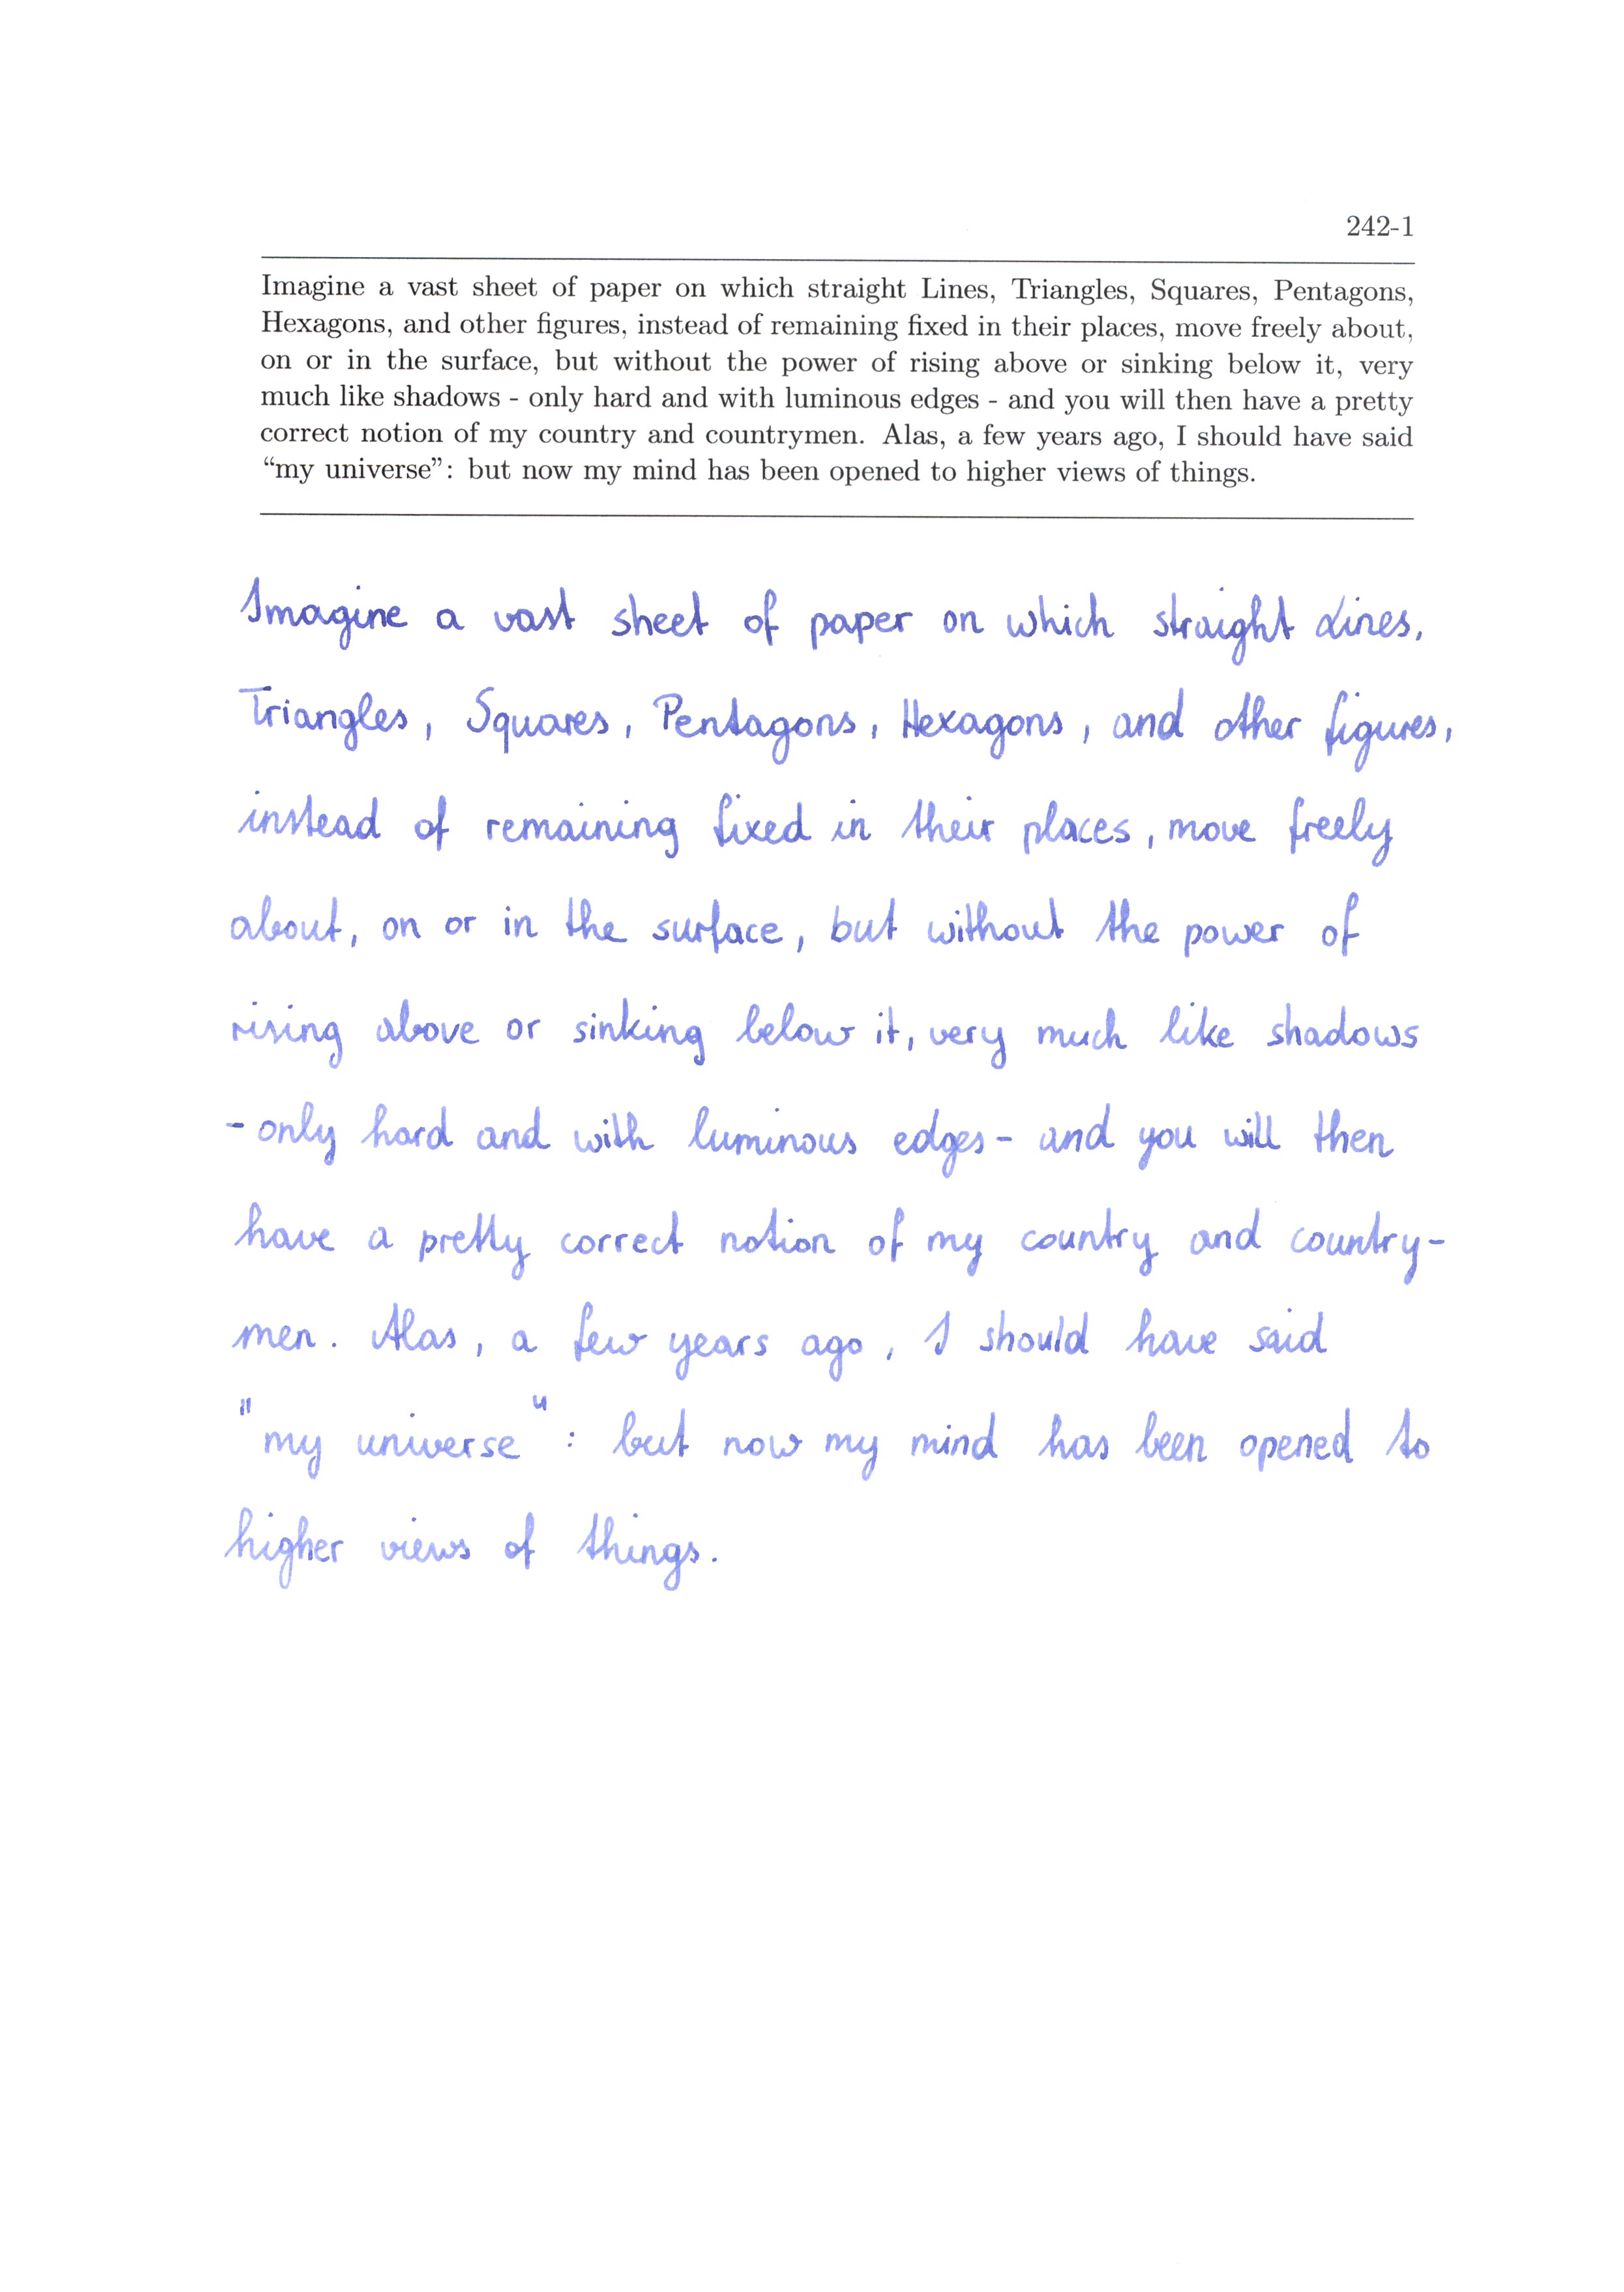 242-1
Imagine a vast sheet of paper on which straight Lines, Triangles, Squares, Pentagons,
Hexagons, and other figures, instead of remaining fixed in their places, move freely about,
on or in the surface, but without the power of rising above or sinking below it, very
much like shadows - only hard and with luminous edges - and you will then have a pretty
correct notion of my country and countrymen. Alas, a few years ago, I should have said
“my universe”: but now my mind has been opened to higher views of things.
Imagine a vast sheet of paper on which straight Lines,
Triangles, Squares, Pentagons, Hexagons, and other figures,
instead of remaining fixed in their places, move freely
about, on or in the surface, but without the power of
rising above or sinking below it, very much like shadows
- only hard and with luminous edges - and you will then
have a pretty correct notion of my country and country-
men. Alas, a few years ago, I should have said
"my universe": but now my mind has been opened to
higher views of things.